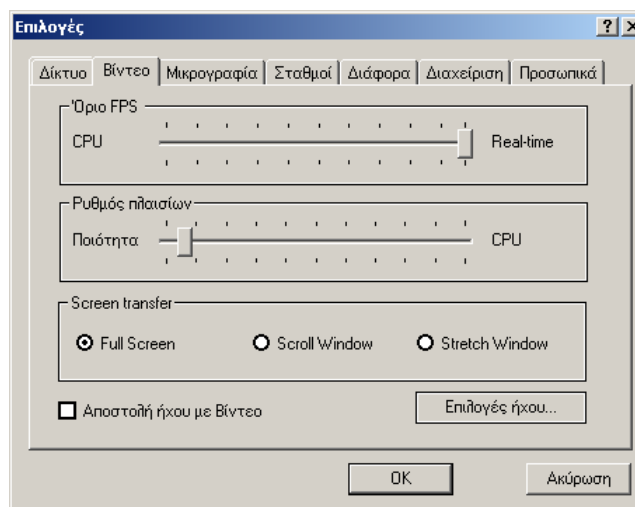 Επιλογές
Δίκτυο Βίντεο Μικρογραφία Σταθμοί Διάφορα Διαχείριση Προσωπικά
Όριο FPS
CPU Real-time
Ρυθμός πλαισίων
Ποιότητα CPU
Screen transfer
Full Screen Scroll Window Stretch Window
Αποστολή ήχου με Βίντεο Επιλογές ήχου...
OK Ακύρωση